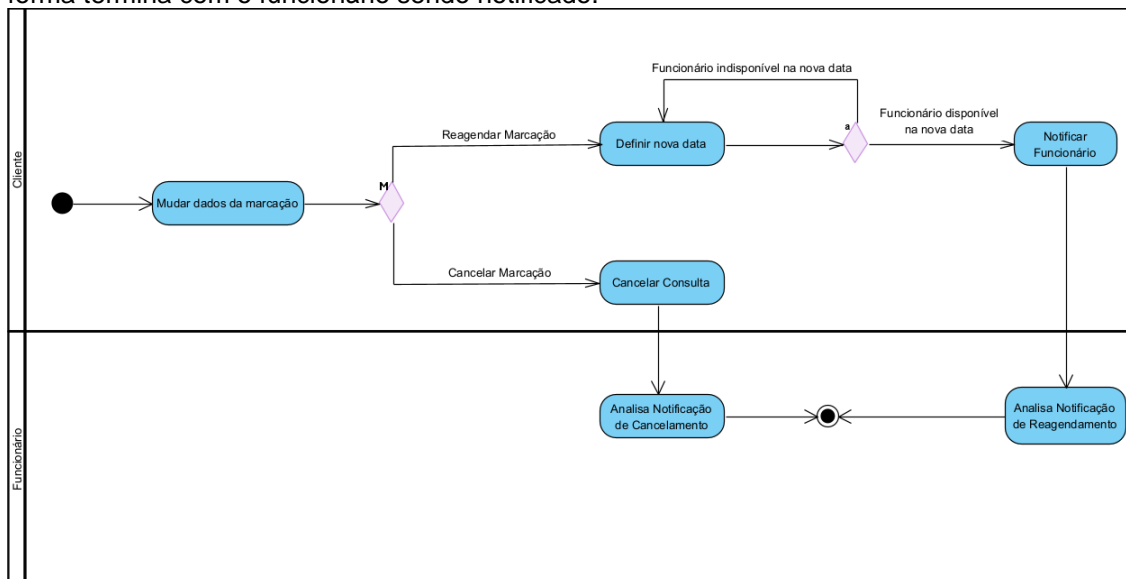 forma termina com o funcionário sendo notificado.
Cliente
Funcionário indisponível na nova data
Reagendar Marcação
Definir nova data
a
Funcionário disponível
na nova data
Notificar
Funcionário
Mudar dados da marcação
M
Cancelar Marcação
Cancelar Consulta
Funcionário
Analisa Notificação
de Cancelamento
Analisa Notificação
de Reagendamento